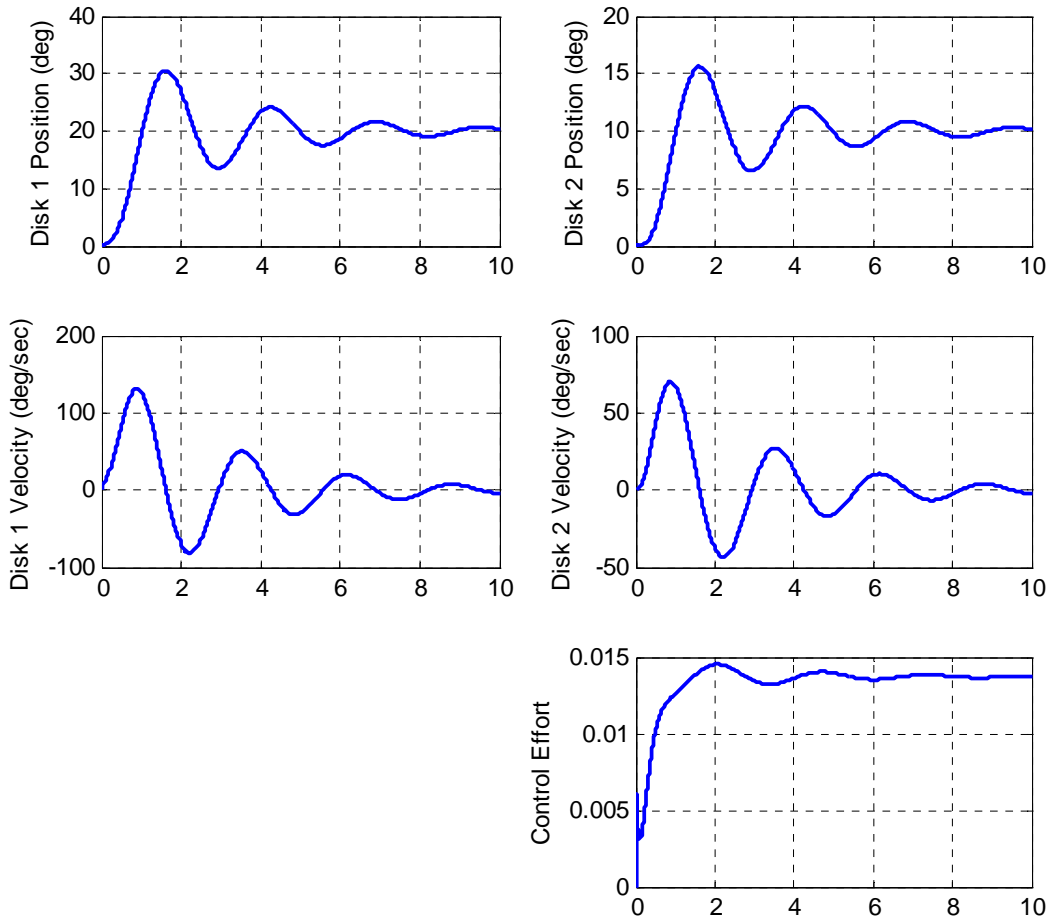 Disk 1 Position (deg)
40
30
20
10
0
0 2 4 6 8 10
Disk 2 Position (deg)
20
15
10
5
0
0 2 4 6 8 10
Disk 1 Velocity (deg/sec)
200
100
0
-100
0 2 4 6 8 10
Disk 2 Velocity (deg/sec)
100
50
0
-50
0 2 4 6 8 10
Control Effort
0.015
0.01
0.005
0
0 2 4 6 8 10